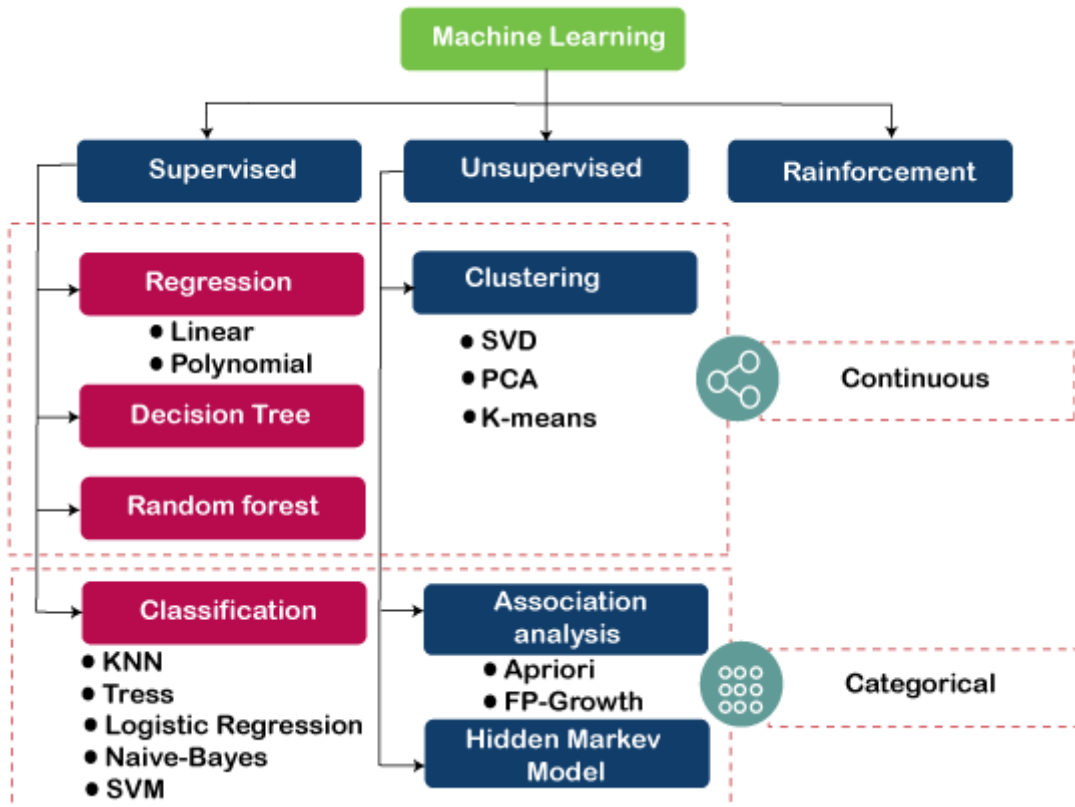 Machine Learning
Supervised
Unsupervised
Rainforcement
Regression
● Linear
● Polynomial
Decision Tree
Random forest
Clustering
● SVD
● PCA
● K-means
Continuous
Classification
● KNN
● Tress
● Logistic Regression
● Naive-Bayes
● SVM
Association
analysis
● Apriori
● FP-Growth
Hidden Markev
Model
Categorical